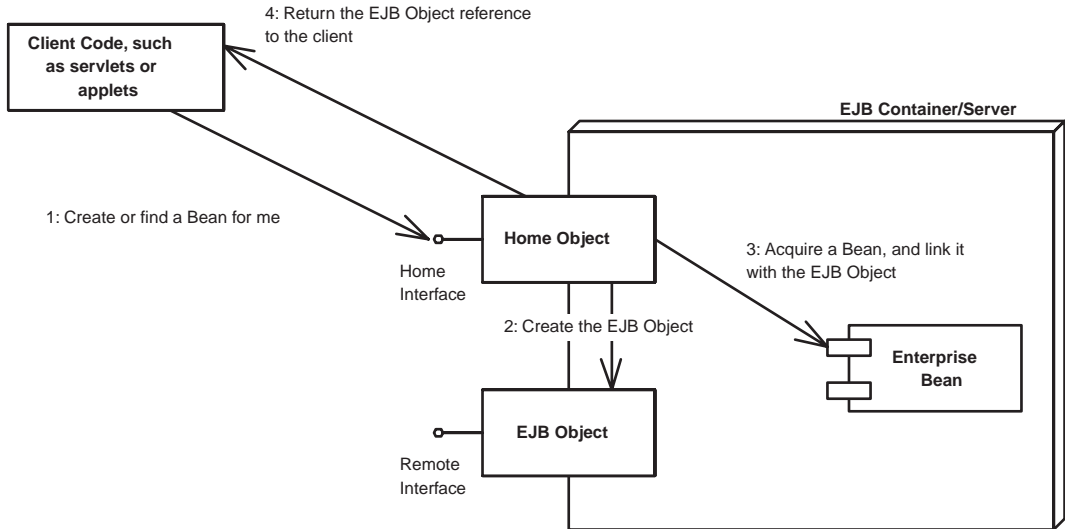 4: Return the EJB Object reference
to the client
Client Code, such
as servlets or
applets
EJB Container/Server
1: Create or find a Bean for me
Home Object
3: Acquire a Bean, and link it
with the EJB Object
Home
Interface
2: Create the EJB Object
Enterprise
Bean
EJB Object
Remote
Interface